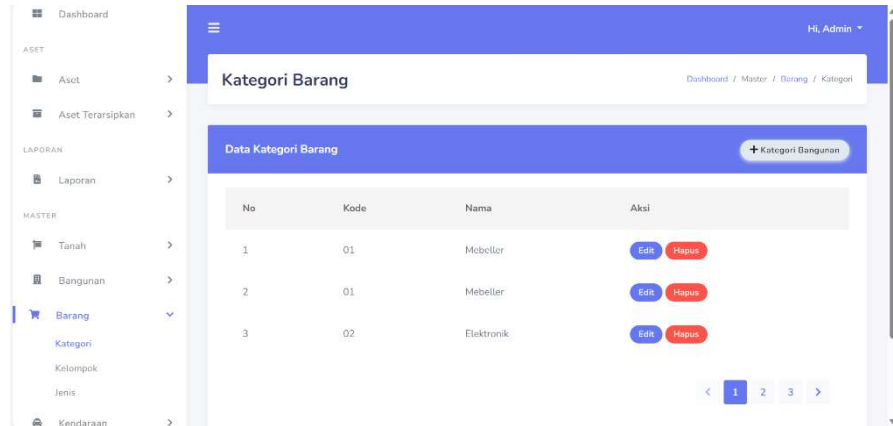 Dashboard
ASET
Aset
Aset Terarsipkan
LAPORAN
Laporan
MASTER
Tanah
Bangunan
Barang
Kategori
Kelompok
Jenis
Kendaraan
Hi, Admin
Kategori Barang
Dashboard / Master / Barang / Kategori
Data Kategori Barang
+ Kategori Bangunan
No Kode Nama Aksi
1 01 Mebeller Edit Hapus
2 01 Mebeller Edit Hapus
3 02 Elektronik Edit Hapus
< 1 2 3 >